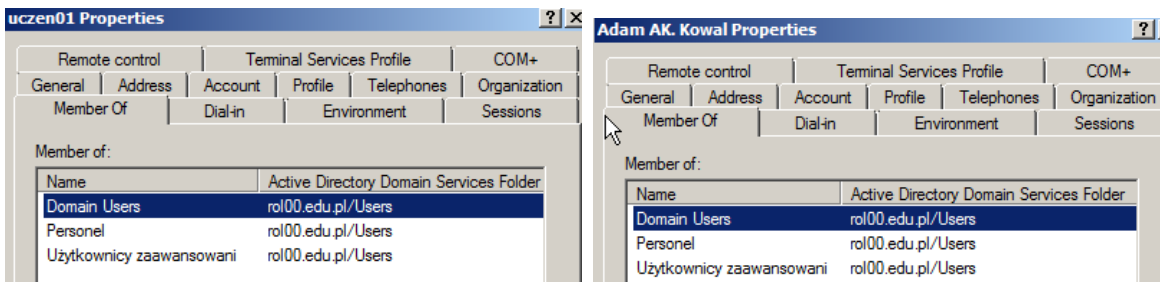 uczen01 Properties
Remote control Terminal Services Profile COM+
General Address Account Profile Telephones Organization
Member Of Dial-in Environment Sessions
Member of:
Name Active Directory Domain Services Folder
Domain Users rol00.edu.pl/Users
Personel rol00.edu.pl/Users
Użytkownicy zaawansowani rol00.edu.pl/Users
Adam AK. Kowal Properties
Remote control Terminal Services Profile COM+
General Address Account Profile Telephones Organization
Member Of Dial-in Environment Sessions
Member of:
Name Active Directory Domain Services Folder
Domain Users rol00.edu.pl/Users
Personel rol00.edu.pl/Users
Użytkownicy zaawansowani rol00.edu.pl/Users